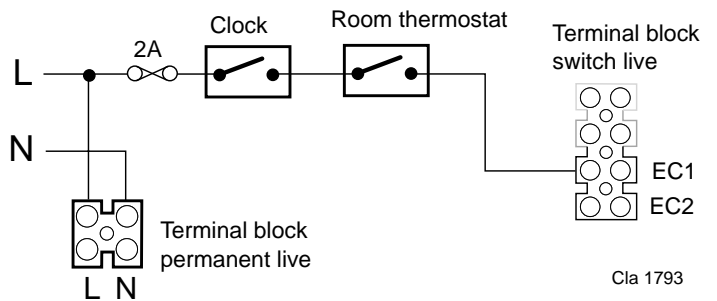 Clock
Room thermostat
Terminal block
switch live
2A
L
N
EC1
EC2
Terminal block
permanent live
L N
Cla 1793